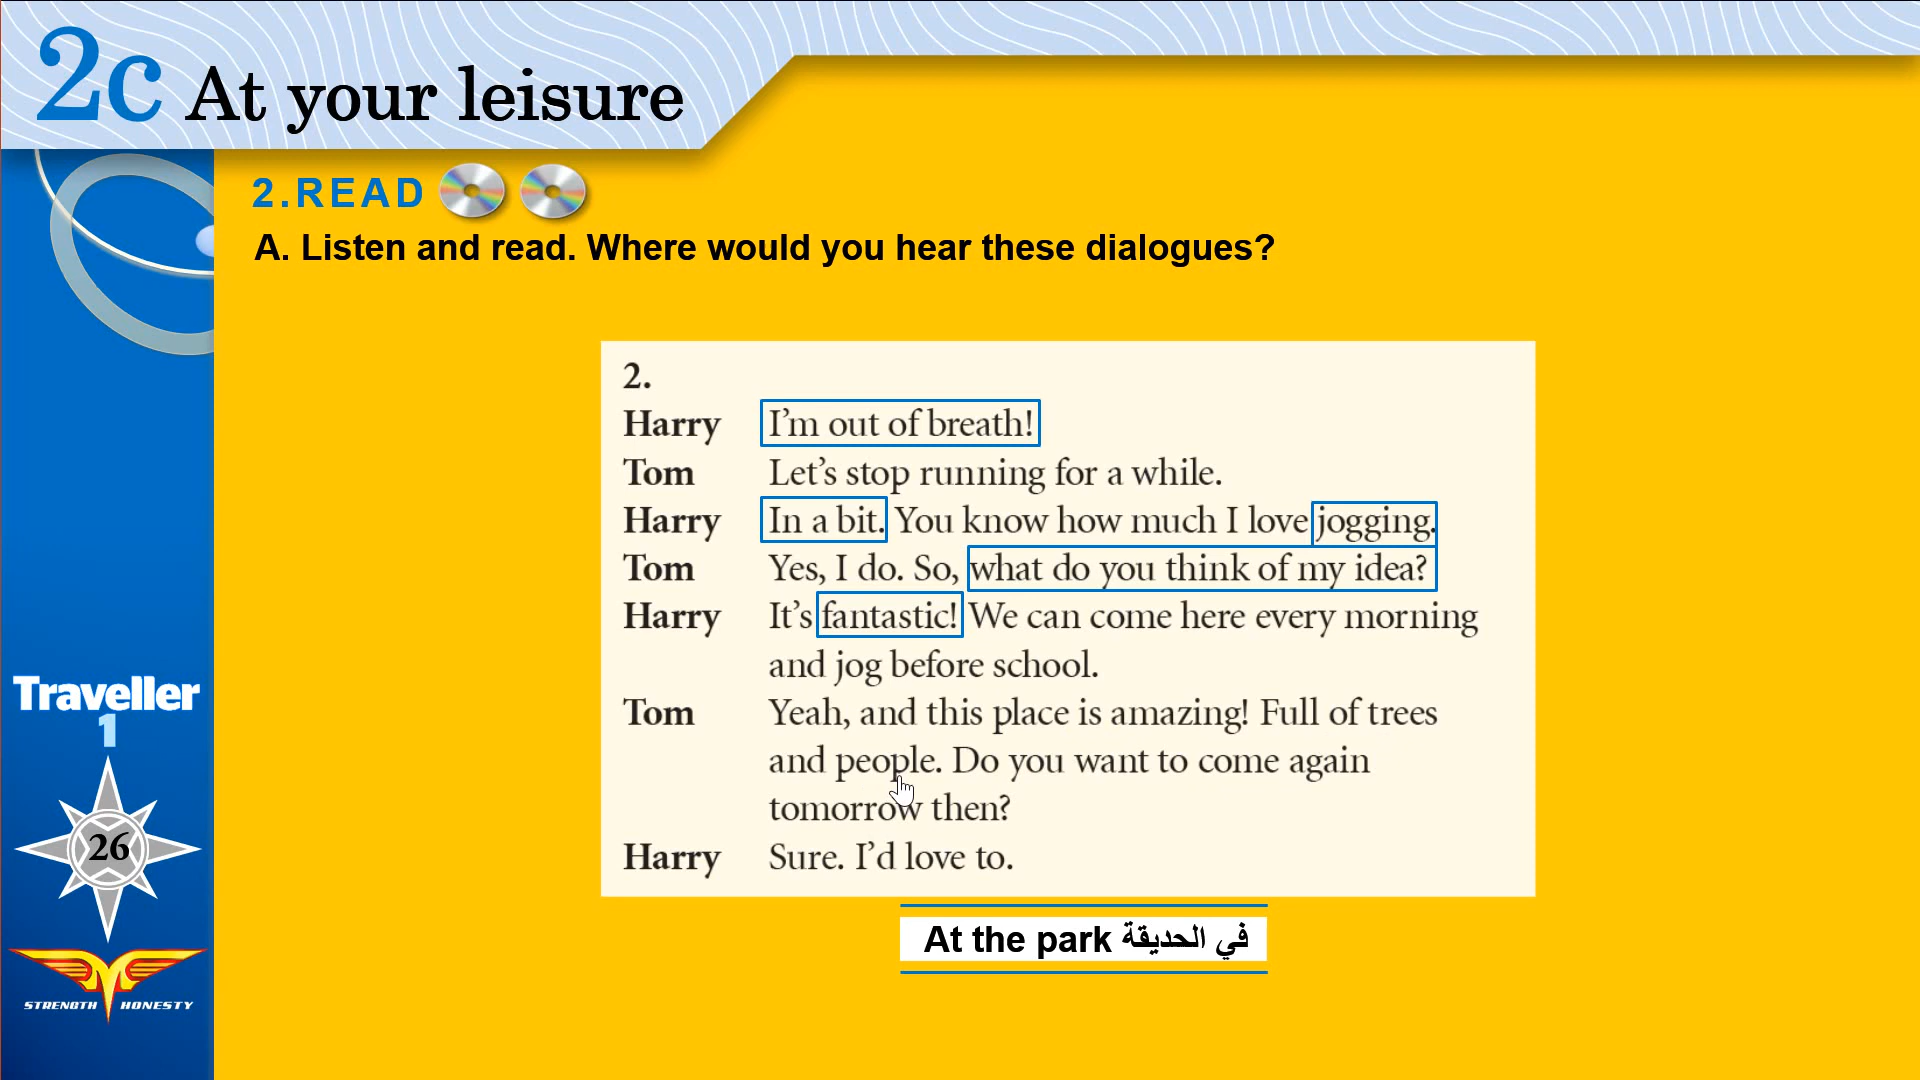 2c At your leisure
2.READ
A. Listen and read. Where would you hear these dialogues?
2.
Harry I'm out of breath!
Tom Let's stop running for a while.
Harry In a bit. You know how much I love jogging.
Tom Yes, I do. So, what do you think of my idea?
Harry It's fantastic! We can come here every morning
and jog before school.
Tom Yeah, and this place is amazing! Full of trees
and people. Do you want to come again
tomorrow then?
Harry Sure. I'd love to.
At the park في الحديقة
Traveller
1
26
STRENGTH HONESTY